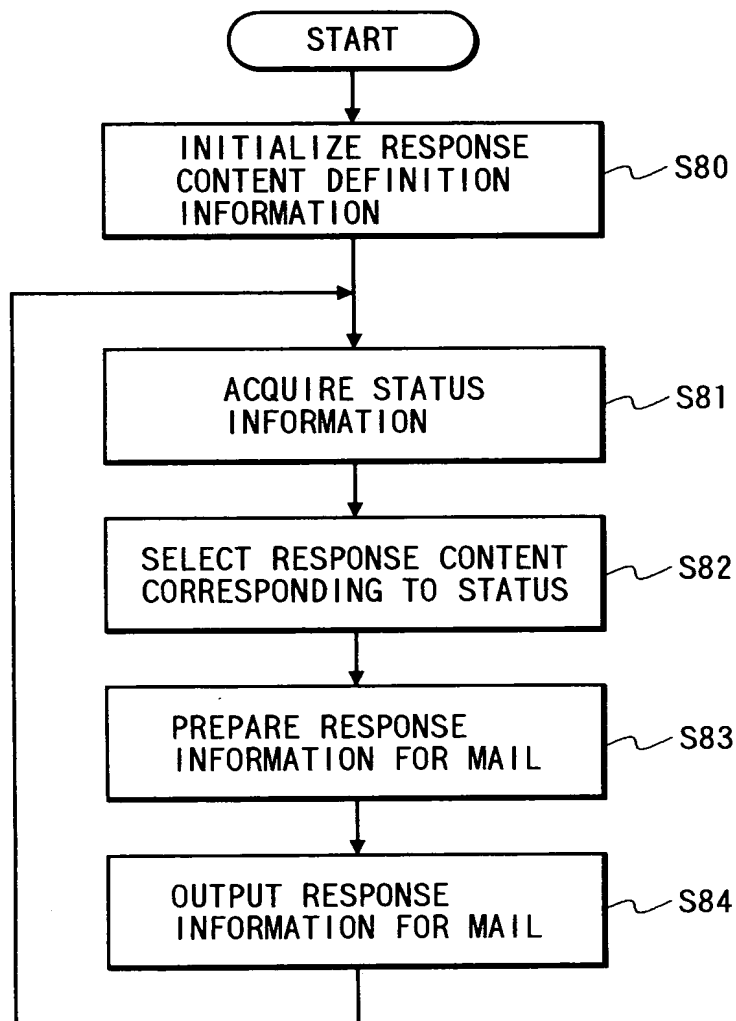 START
INITIALIZE RESPONSE
CONTENT DEFINITION
INFORMATION
S80
ACQUIRE STATUS
INFORMATION
S81
SELECT RESPONSE CONTENT
CORRESPONDING TO STATUS
S82
PREPARE RESPONSE
INFORMATION FOR MAIL
S83
OUTPUT RESPONSE
INFORMATION FOR MAIL
S84